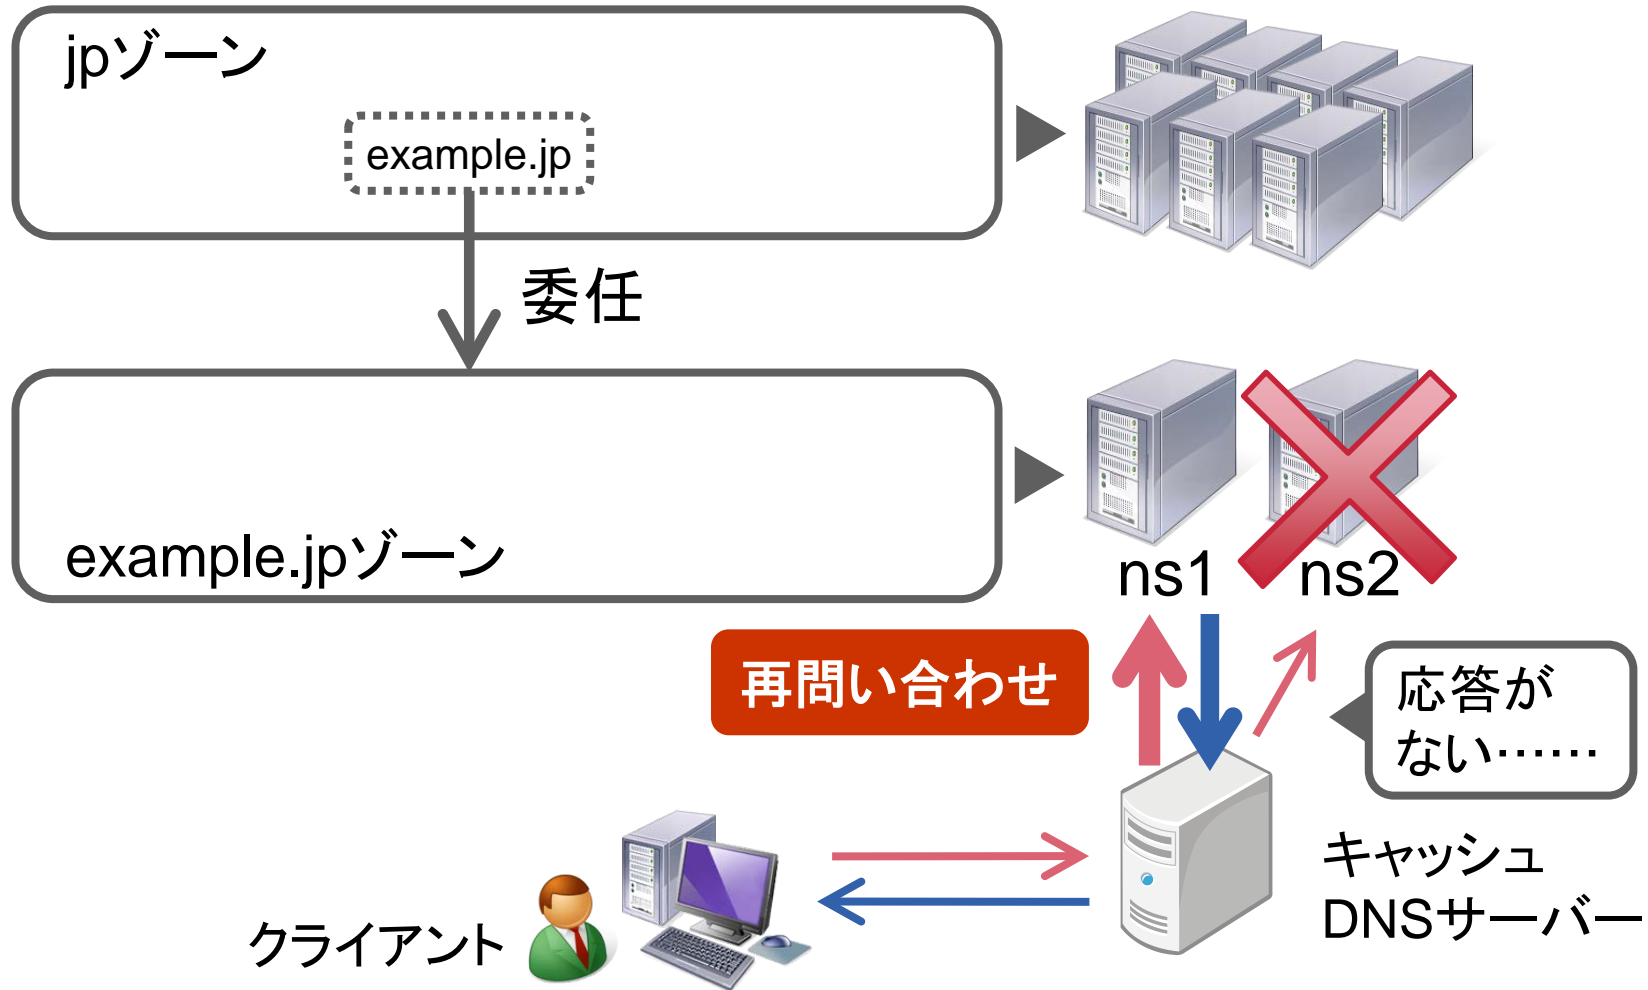 jpゾーン
example.jp
委任
example.jpゾーン
ns1
ns2
再問い合わせ
応答が
ない……
キャッシュ
DNSサーバー
クライアント